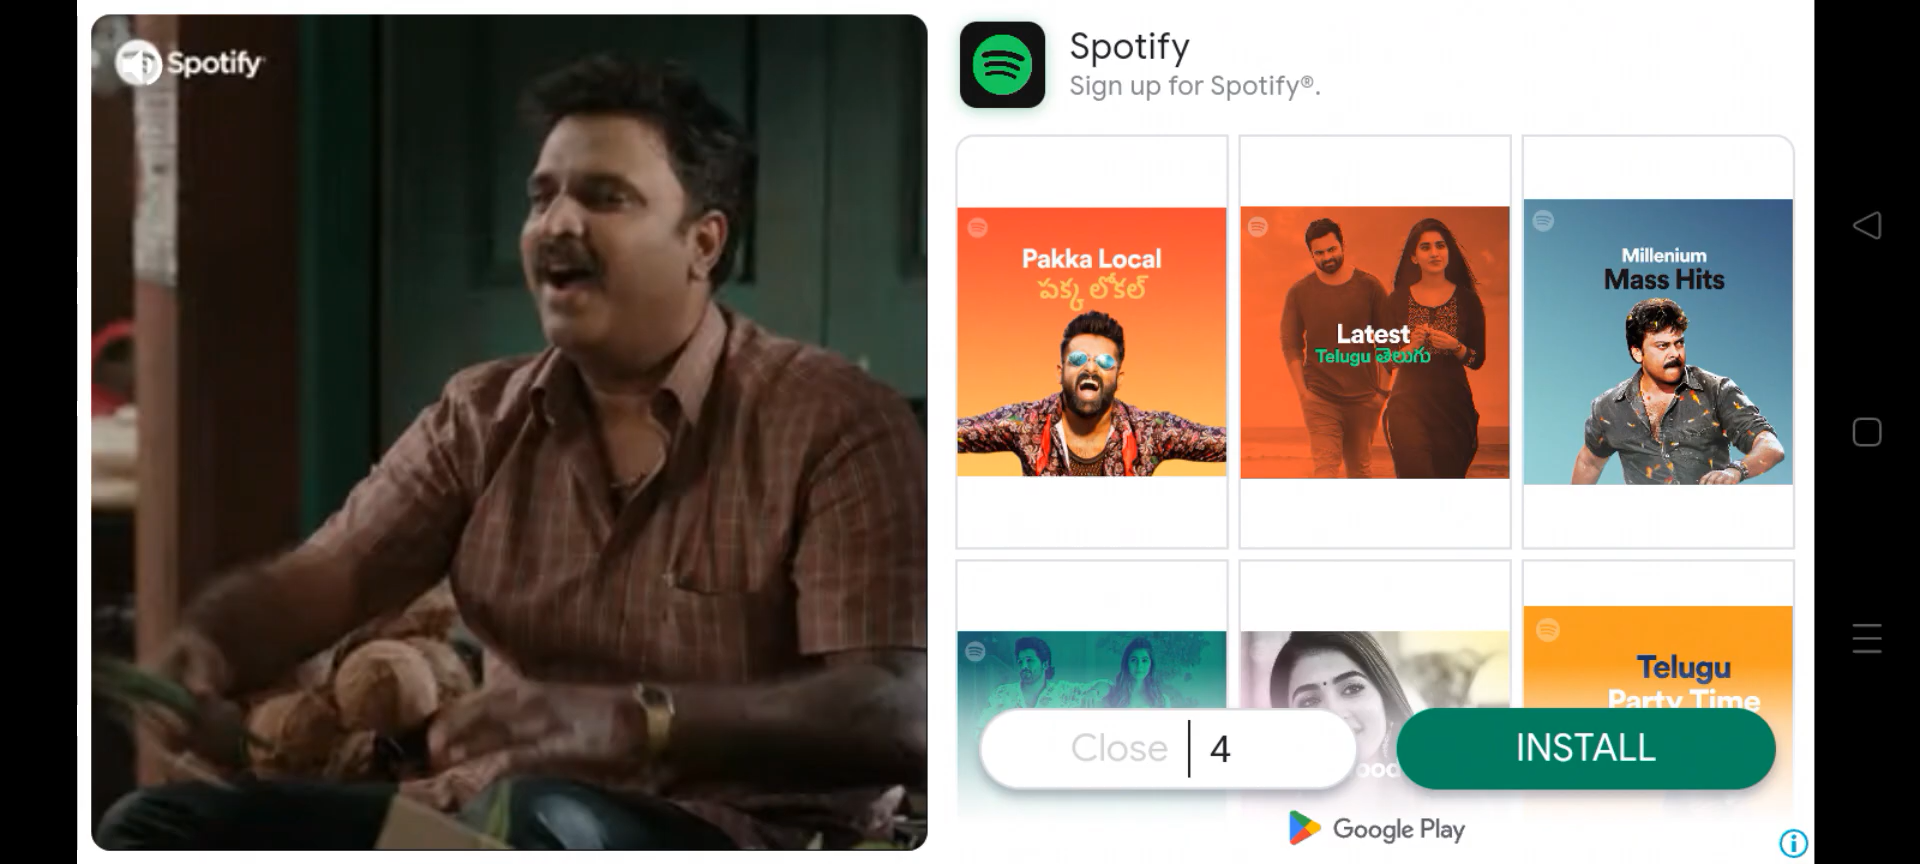 Spotify
Spotify
Sign up for Spotify®.
Pakka Local
పక్కా లోకల్
Latest
Telugu తెలుగు
Millenium
Mass Hits
Telugu
Party Time
Close 4
INSTALL
Google Play